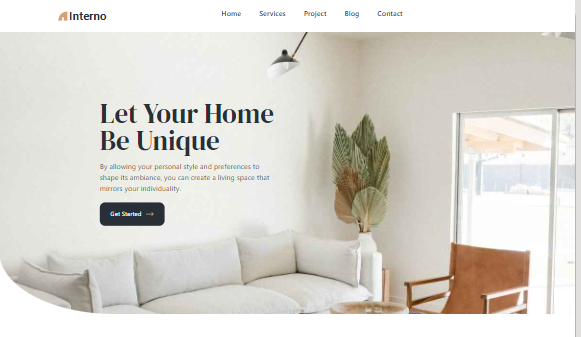 Interno
Home Services Project Blog Contact
Let Your Home
Be Unique
By allowing your personal style and preferences to
shape its ambiance, you can create a living space that
mirrors your individuality.
Get Started →